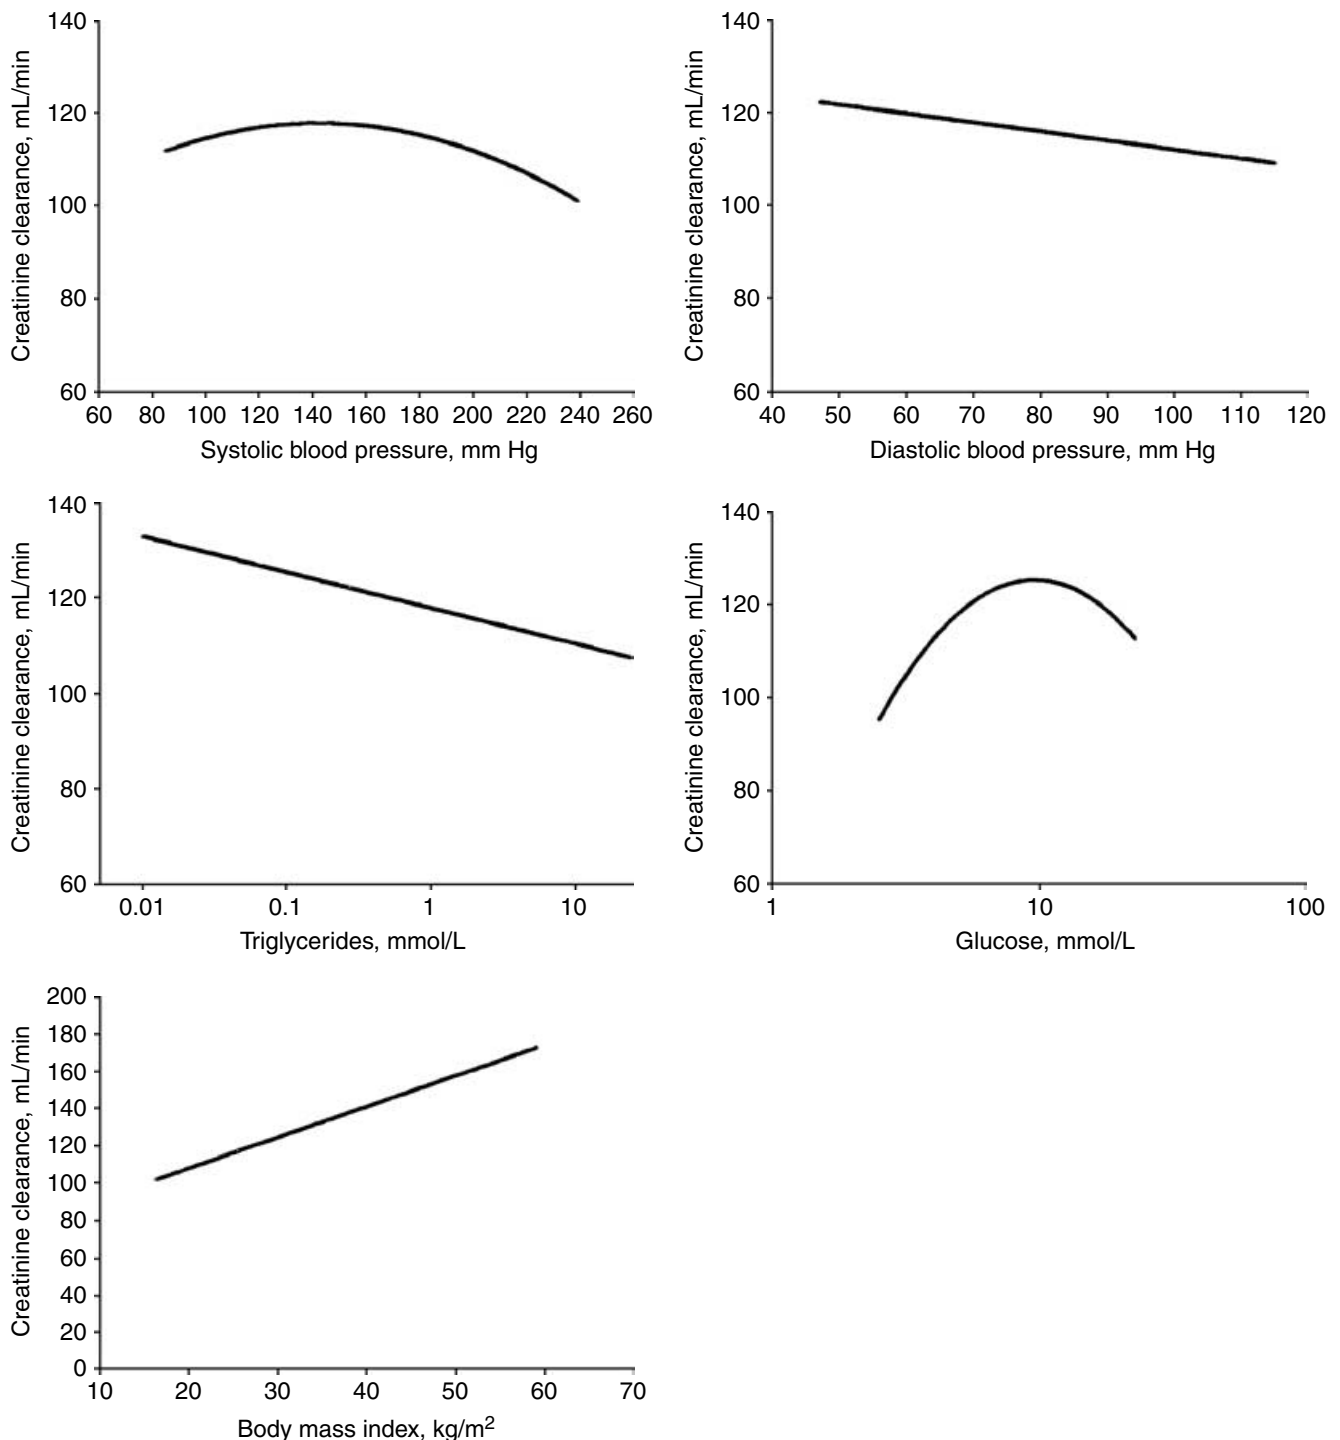 Creatinine clearance, mL/min
140
120
100
80
60
60 80 100 120 140 160 180 200 220 240 260
Systolic blood pressure, mm Hg
Creatinine clearance, mL/min
140
120
100
80
60
40 50 60 70 80 90 100 110 120
Diastolic blood pressure, mm Hg
Creatinine clearance, mL/min
140
120
100
80
60
0.01 0.1 1 10
Triglycerides, mmol/L
Creatinine clearance, mL/min
140
120
100
80
60
1 10 100
Glucose, mmol/L
Creatinine clearance, mL/min
200
180
160
140
120
100
80
60
40
20
0
10 20 30 40 50 60 70
Body mass index, kg/m²